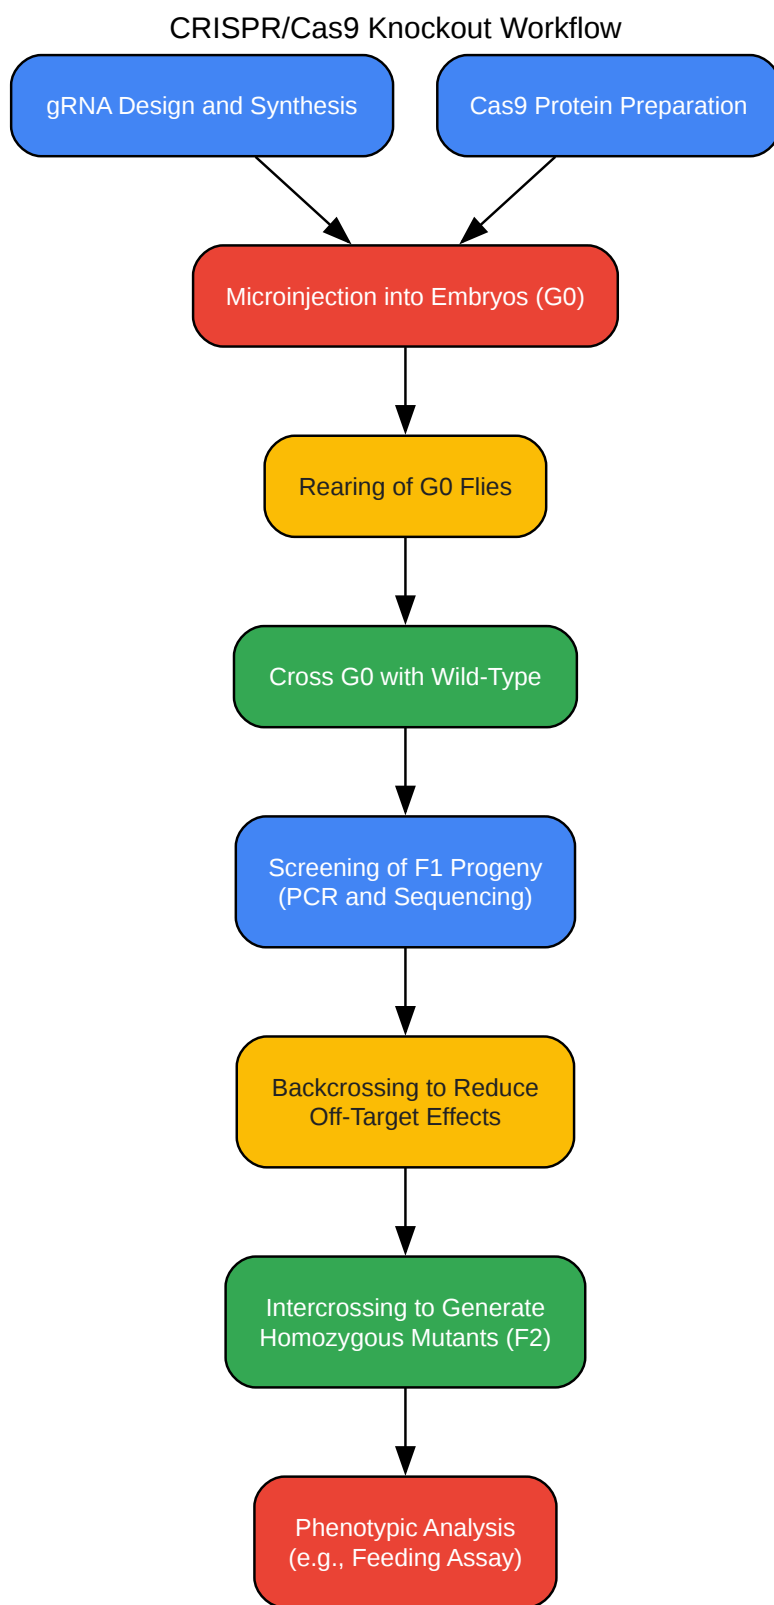 CRISPR/Cas9 Knockout Workflow
gRNA Design and Synthesis
Cas9 Protein Preparation
Microinjection into Embryos (G0)
Rearing of G0 Flies
Cross G0 with Wild-Type
Screening of F1 Progeny
(PCR and Sequencing)
Backcrossing to Reduce
Off-Target Effects
Intercrossing to Generate
Homozygous Mutants (F2)
Phenotypic Analysis
(e.g., Feeding Assay)